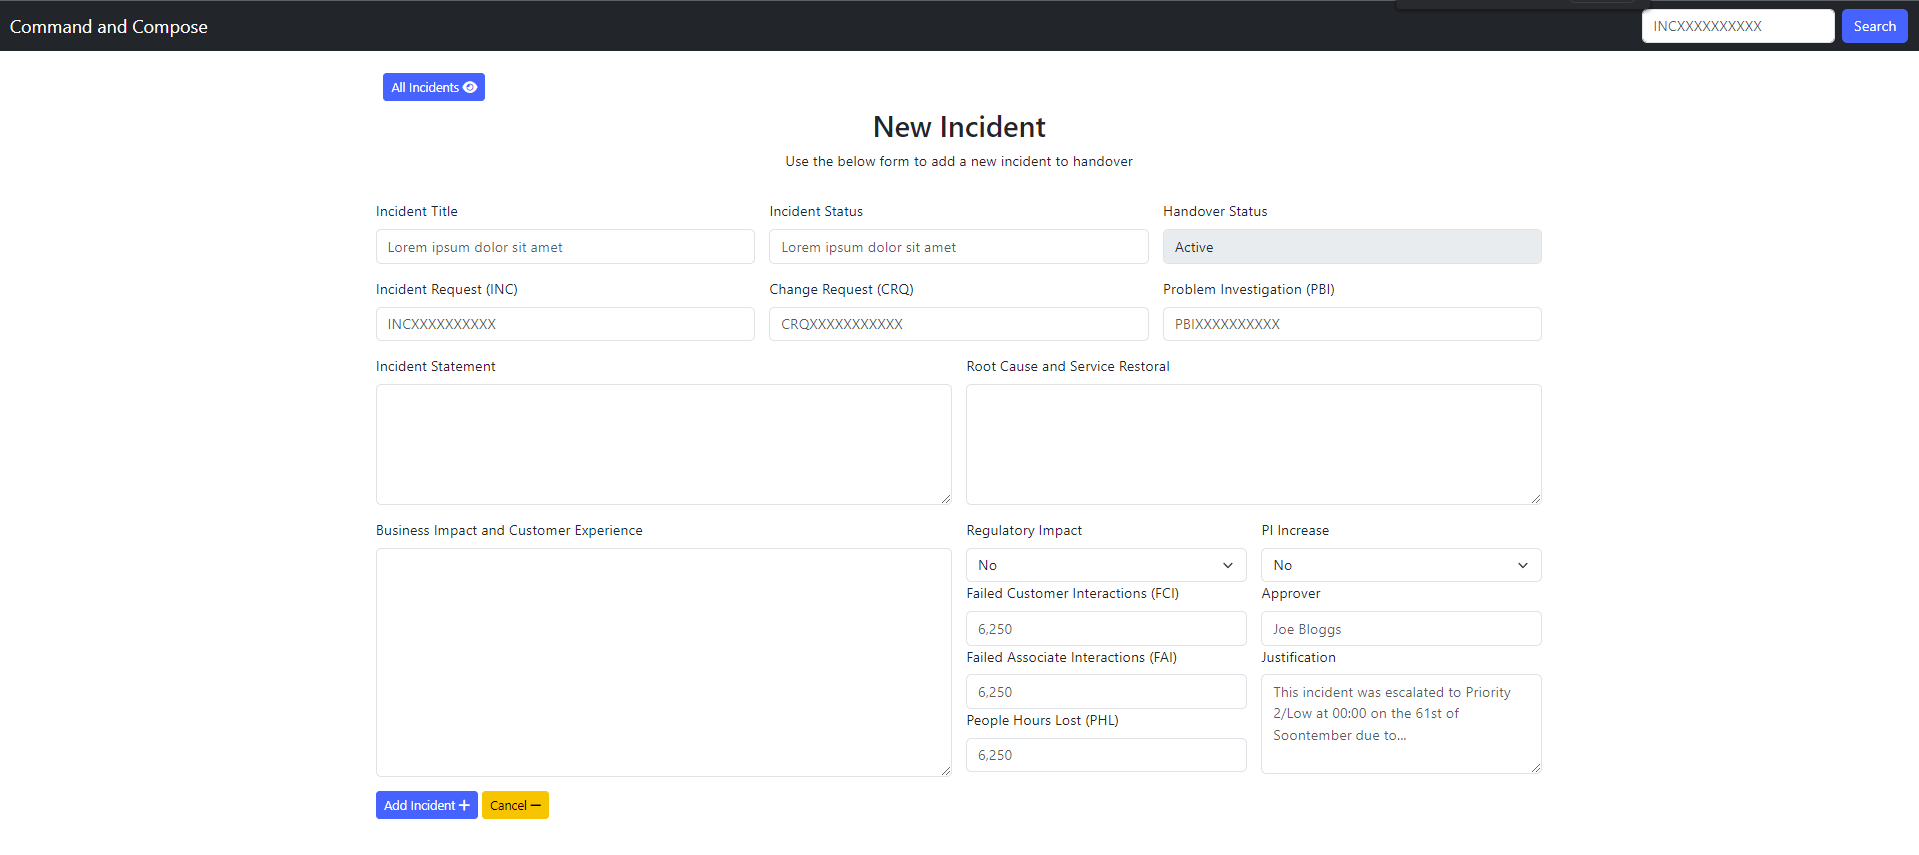 Command and Compose
INCXXXXXXXXXX
Search
All Incidents
New Incident
Use the below form to add a new incident to handover
Incident Title
Incident Status
Handover Status
Lorem ipsum dolor sit amet
Lorem ipsum dolor sit amet
Active
Incident Request (INC)
Change Request (CRQ)
Problem Investigation (PBI)
INCXXXXXXXXXX
CRQXXXXXXXXXXX
PBIXXXXXXXXXX
Incident Statement
Root Cause and Service Restoral
Business Impact and Customer Experience
Regulatory Impact
PI Increase
No
No
Failed Customer Interactions (FCI)
Approver
6,250
Joe Bloggs
Failed Associate Interactions (FAI)
Justification
6,250
This incident was escalated to Priority
2/Low at 00:00 on the 61st of
Soontember due to...
People Hours Lost (PHL)
6,250
Add Incident
Cancel